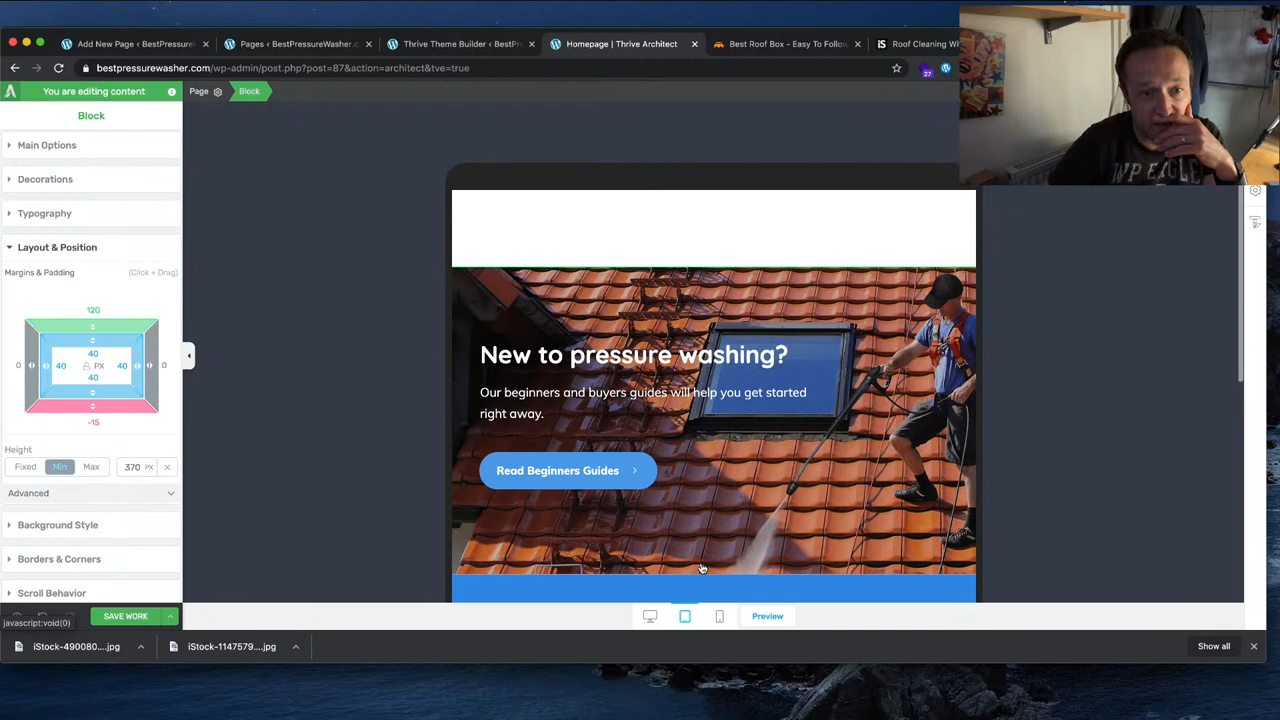 Add New Page ‹ BestPressure
Pages ‹ BestPressureWasher.c
Thrive Theme Builder ‹ BestPr
Homepage | Thrive Architect
Best Roof Box - Easy To Follow
Roof Cleaning Wi
bestpressurewasher.com/wp-admin/post.php?post=87&action=architect&tve=true
27
You are editing content
Page
Block
Block
Main Options
Decorations
Typography
Layout & Position
Margins & Padding
(Click + Drag)
120
40
0
40
PX
40
0
40
-15
Height
Fixed
Min
Max
370 PX
Advanced
Background Style
Borders & Corners
Scroll Behavior
SAVE WORK
javascript:void(0)
New to pressure washing?
Our beginners and buyers guides will help you get started
right away.
Read Beginners Guides
Preview
iStock-490080....jpg
iStock-1147579....jpg
Show all
WP EAGLE